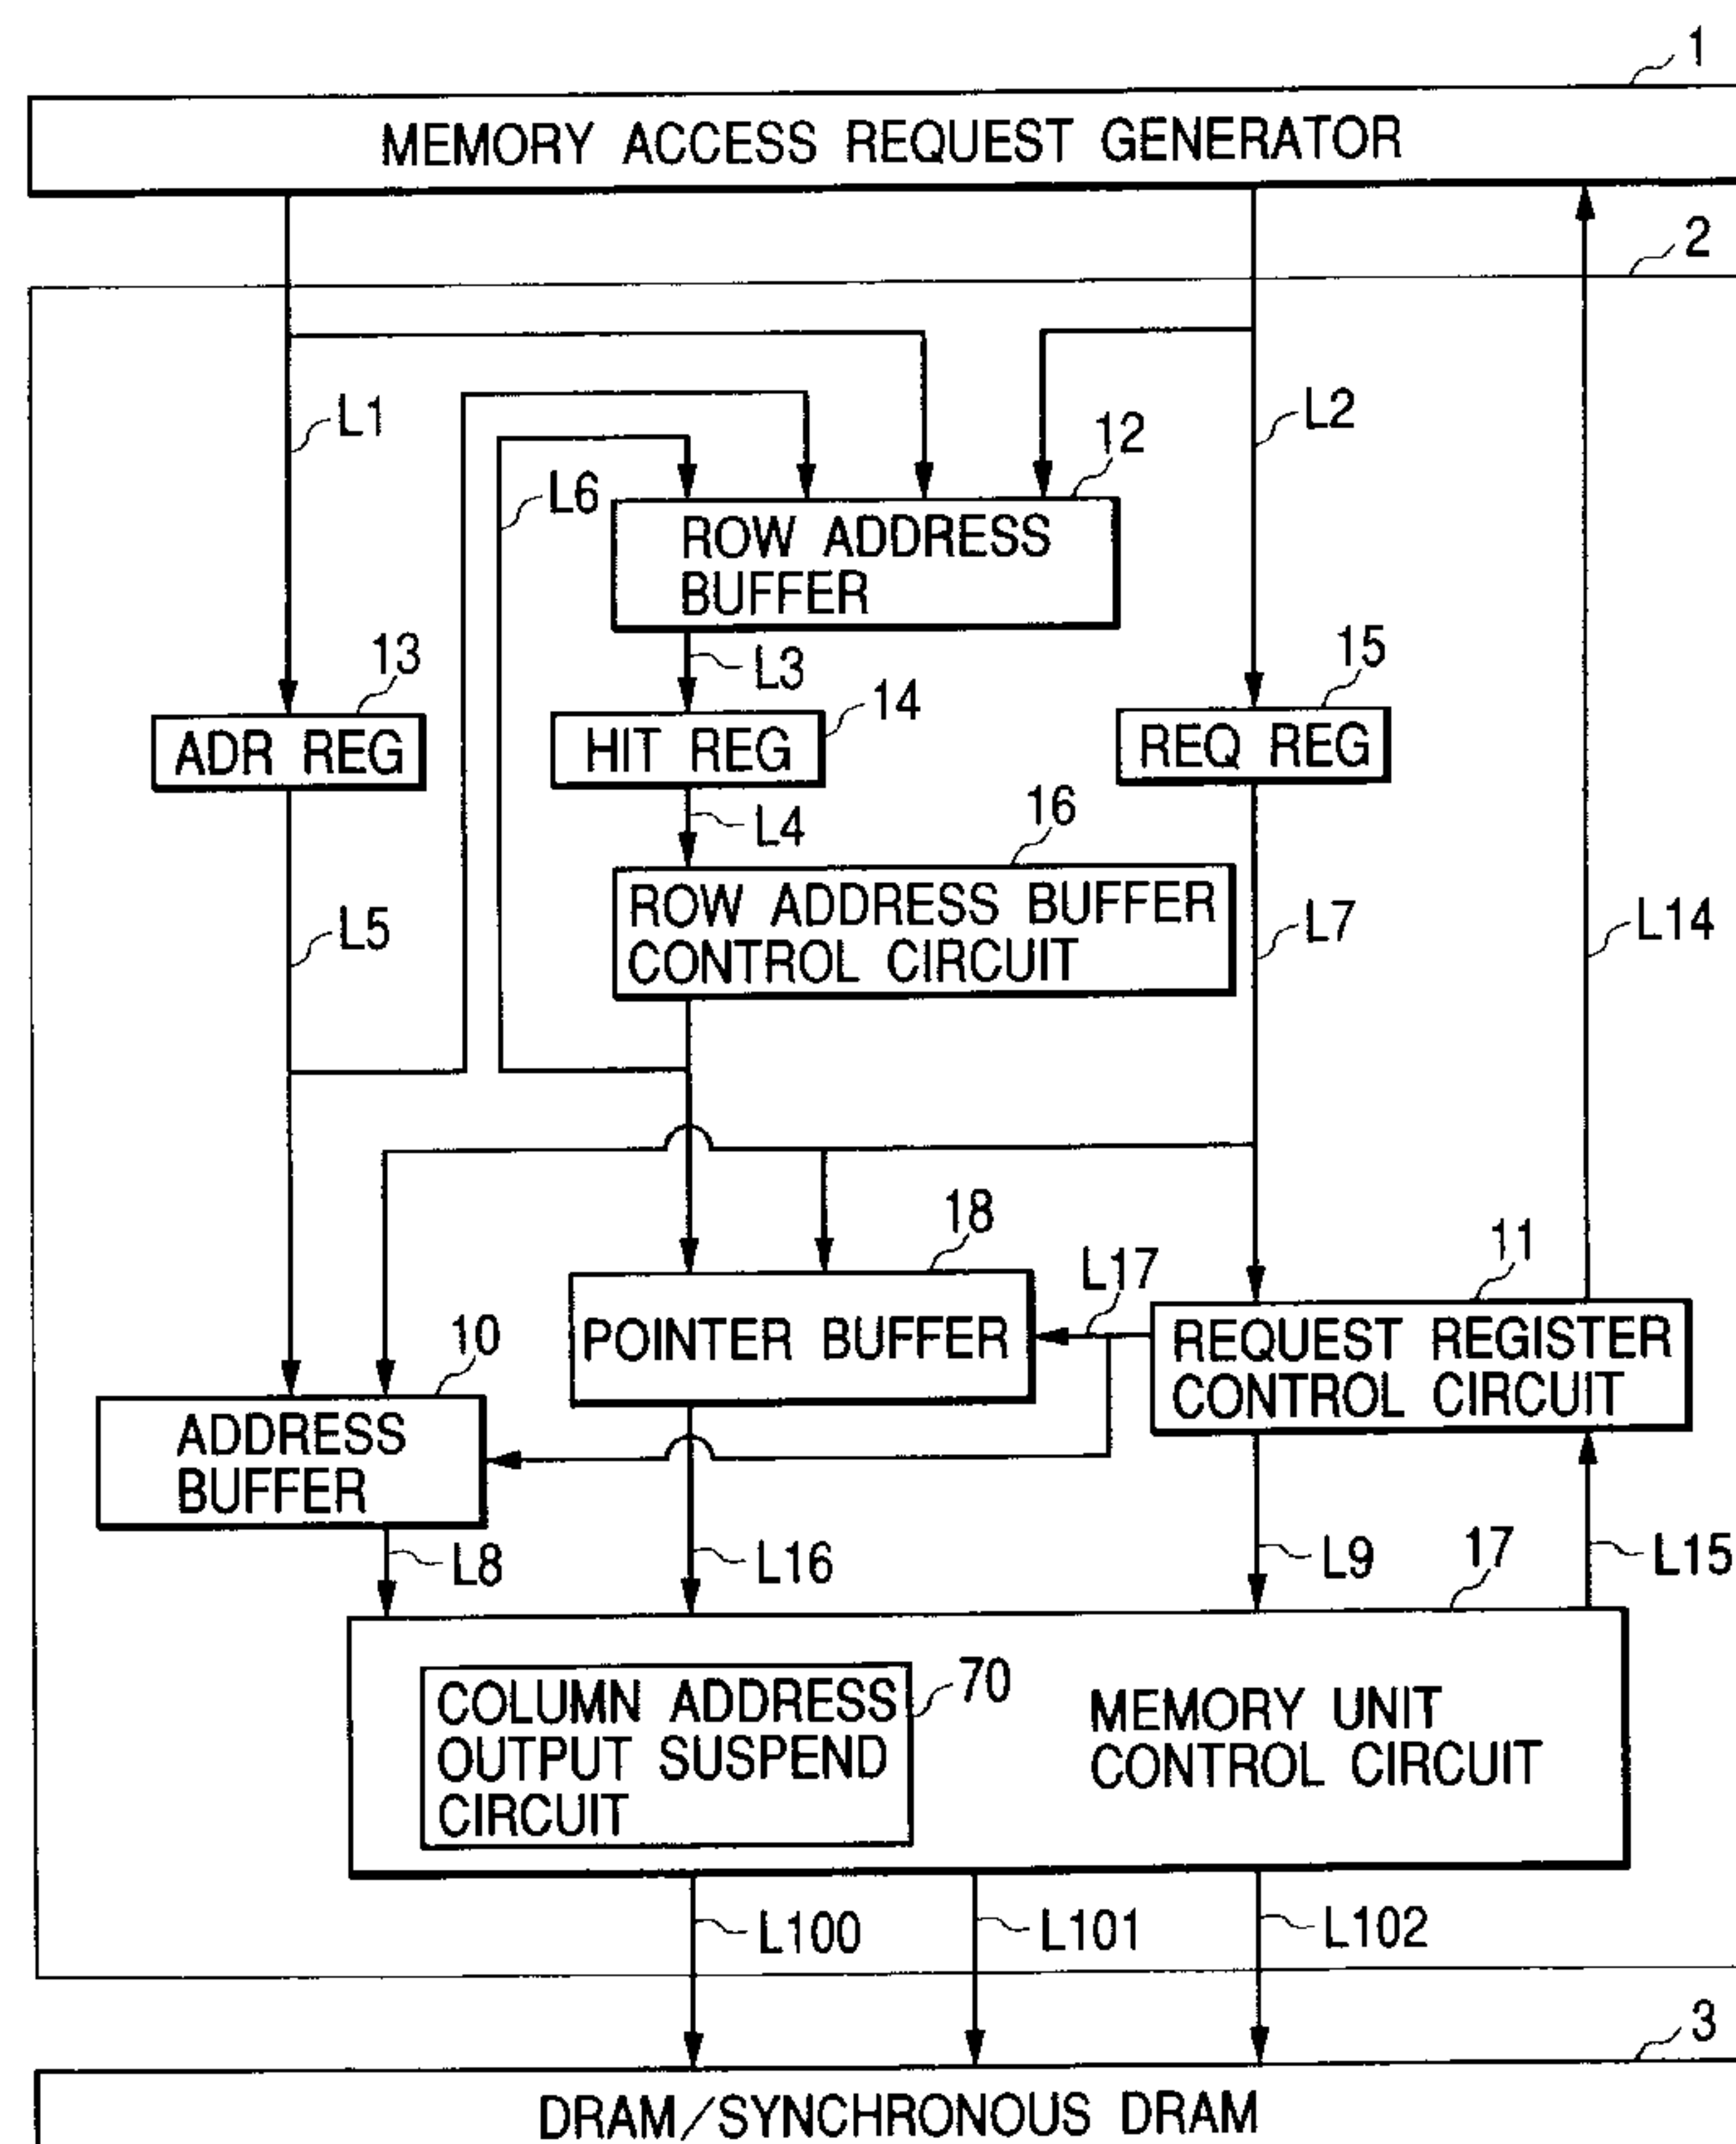 1
MEMORY ACCESS REQUEST GENERATOR
2
L1
L2
12
L6
ROW ADDRESS
BUFFER
13
L3
15
14
ADR REG
HIT REG
REQ REG
16
L4
ROW ADDRESS BUFFER
CONTROL CIRCUIT
L5
L7
L14
18
11
L17
10
POINTER BUFFER
REQUEST REGISTER
CONTROL CIRCUIT
ADDRESS
BUFFER
L8
L16
L9
17
L15
COLUMN ADDRESS
OUTPUT SUSPEND
CIRCUIT
70
MEMORY UNIT
CONTROL CIRCUIT
L100
L101
L102
3
DRAM/SYNCHRONOUS DRAM